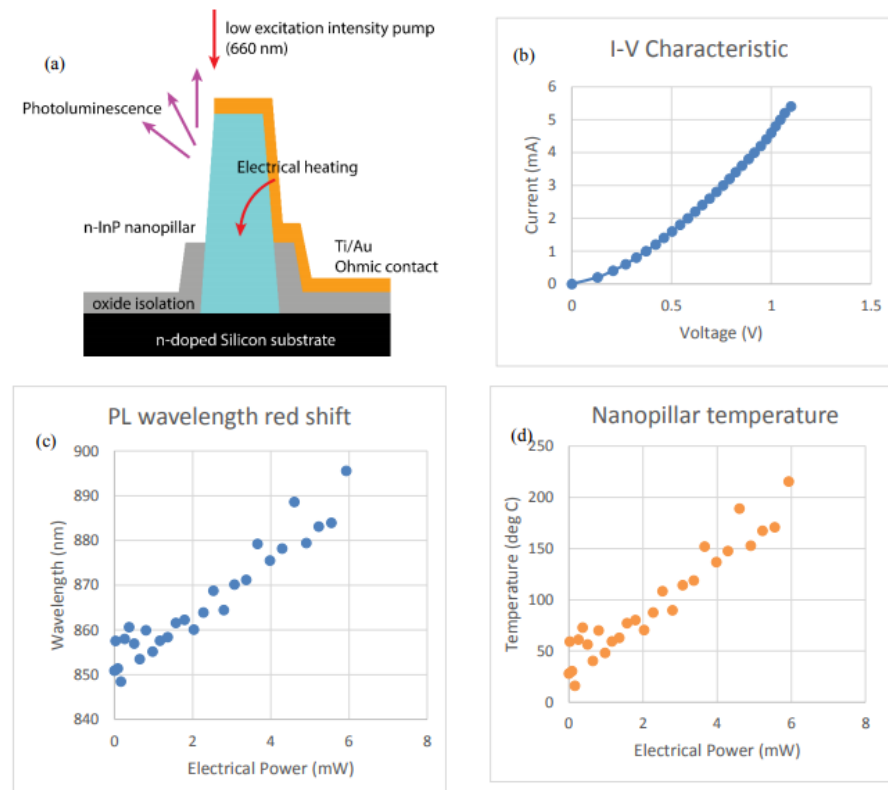 low excitation intensity pump
(660 nm)
(a)
Photoluminescence
Electrical heating
n-InP nanopillar
Ti/Au
Ohmic contact
oxide isolation
n-doped Silicon substrate
(b)
I-V Characteristic
Current (mA)
6
5
4
3
2
1
0
0
0.5
1
1.5
Voltage (V)
PL wavelength red shift
(c)
Wavelength (nm)
900
890
880
870
860
850
840
0
2
4
6
8
Electrical Power (mW)
Nanopillar temperature
(d)
Temperature (deg C)
250
200
150
100
50
0
0
2
4
6
8
Electrical Power (mW)